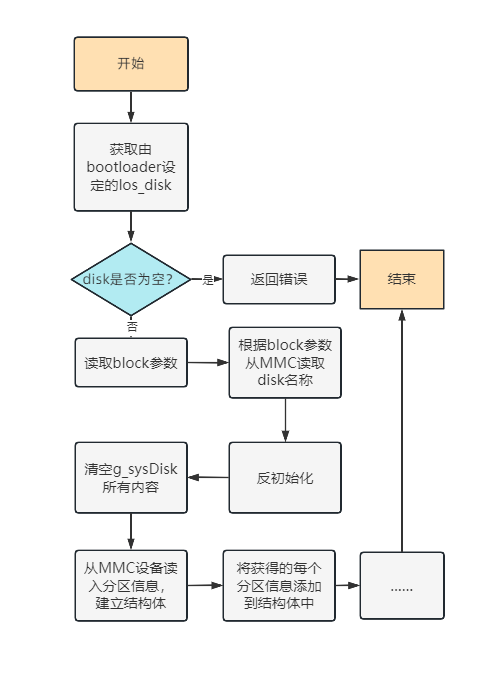 开始
获取由
bootloader设
定的los_disk
disk是否为空？
是
返回错误
结束
否
读取block参数
根据block参数
从MMC读取
disk名称
清空g_sysDisk
所有内容
反初始化
从MMC设备读
入分区信息，
建立结构体
将获得的每个
分区信息添加
到结构体中
……